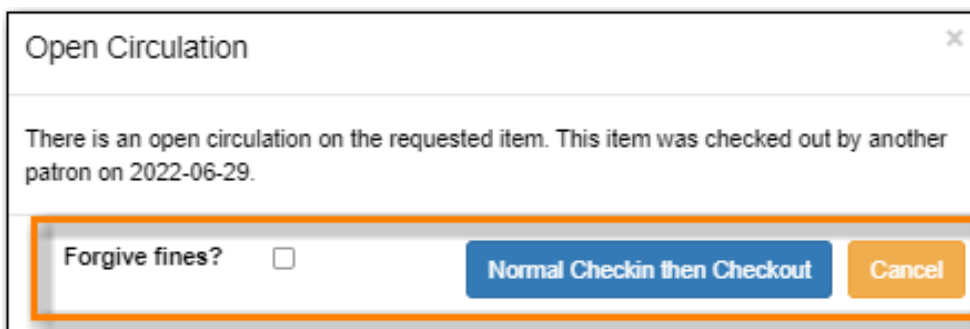 Open Circulation
×
There is an open circulation on the requested item. This item was checked out by another
patron on 2022-06-29.
Forgive fines?
Normal Checkin then Checkout
Cancel